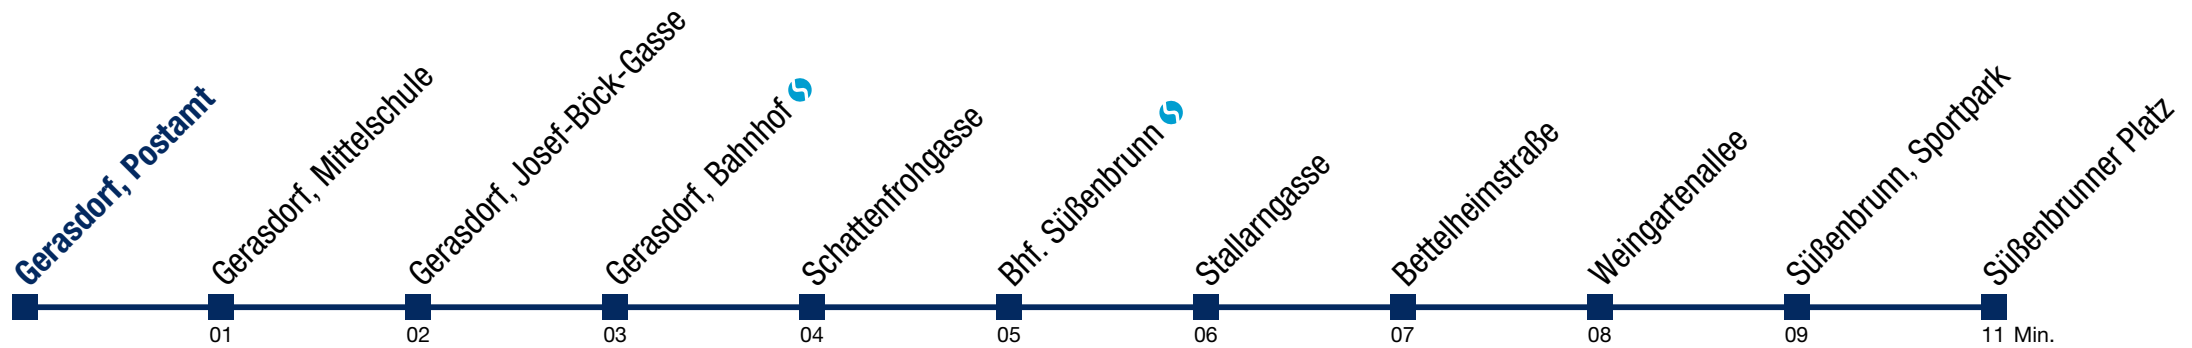 Gerasdorf, Postamt
Gerasdorf, Mittelschule
Gerasdorf, Josef-Böck-Gasse
Gerasdorf, Bahnhof
Schattenfrohgasse
Bhf. Süßenbrunn
Stallarngasse
Bettelheimstraße
Weingartenallee
Süßenbrunn, Sportpark
Süßenbrunner Platz
01 02 03 04 05 06 07 08 09 11 Min.